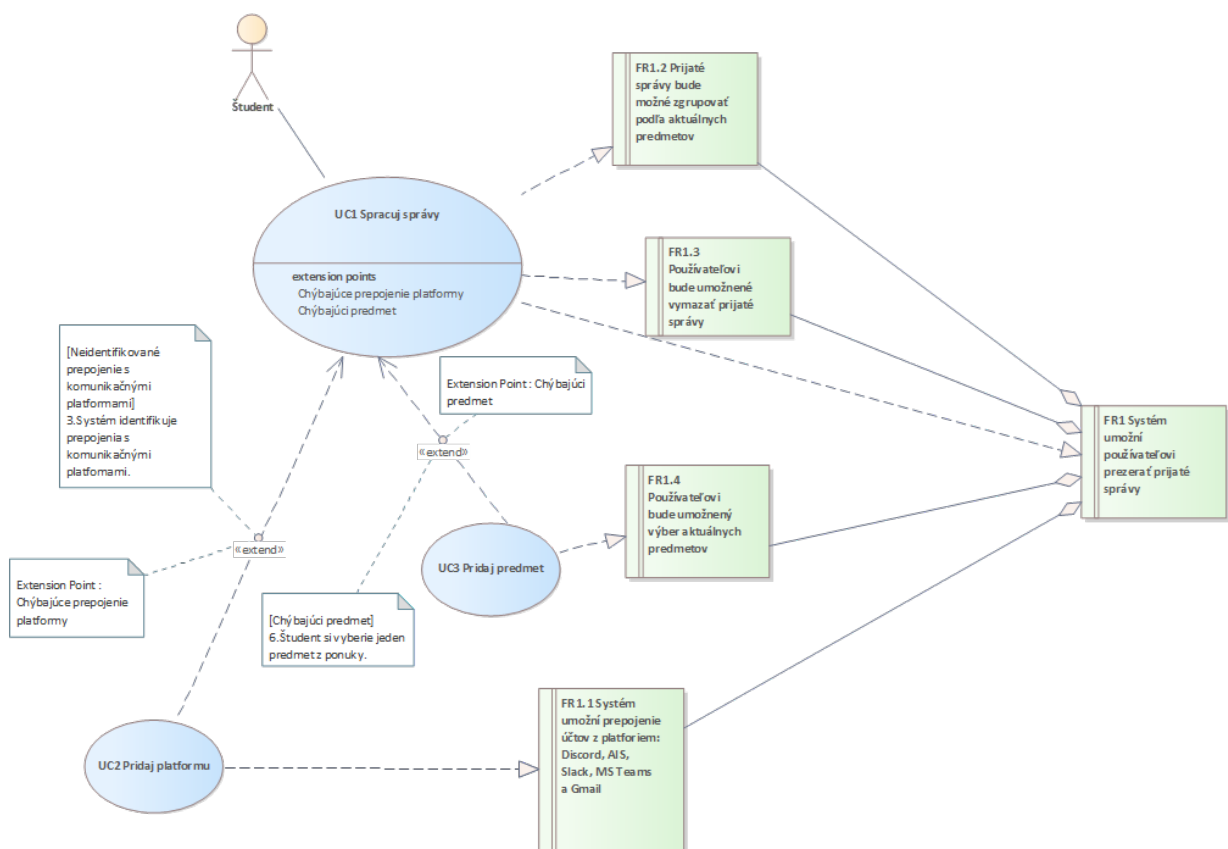 Študent
FR1.2 Prijaté
správy bude
možné zgrupovať
podľa aktuálnych
predmetov
UC1 Spracuj správy
extension points
Chýbajúce prepojenie platformy
Chýbajúci predmet
FR1.3
Používateľovi
bude umožnené
vymazať prijaté
správy
[Neidentifikované
prepojenie s
komunikačnými
platformami]
3.Systém identifikuje
prepojenia s
komunikačnými
platfomami.
Extension Point : Chýbajúci
predmet
«extend»
FR1 Systém
umožní
používateľovi
prezerať prijaté
správy
FR1.4
Používateľovi
bude umožnený
výber aktuálnych
predmetov
«extend»
UC3 Pridaj predmet
Extension Point :
Chýbajúce prepojenie
platformy
[Chýbajúci predmet]
6.Študent si vyberie jeden
predmet z ponuky.
FR1.1 Systém
umožní prepojenie
účtov z platforiem:
Discord, AIS,
Slack, MS Teams
a Gmail
UC2 Pridaj platformu